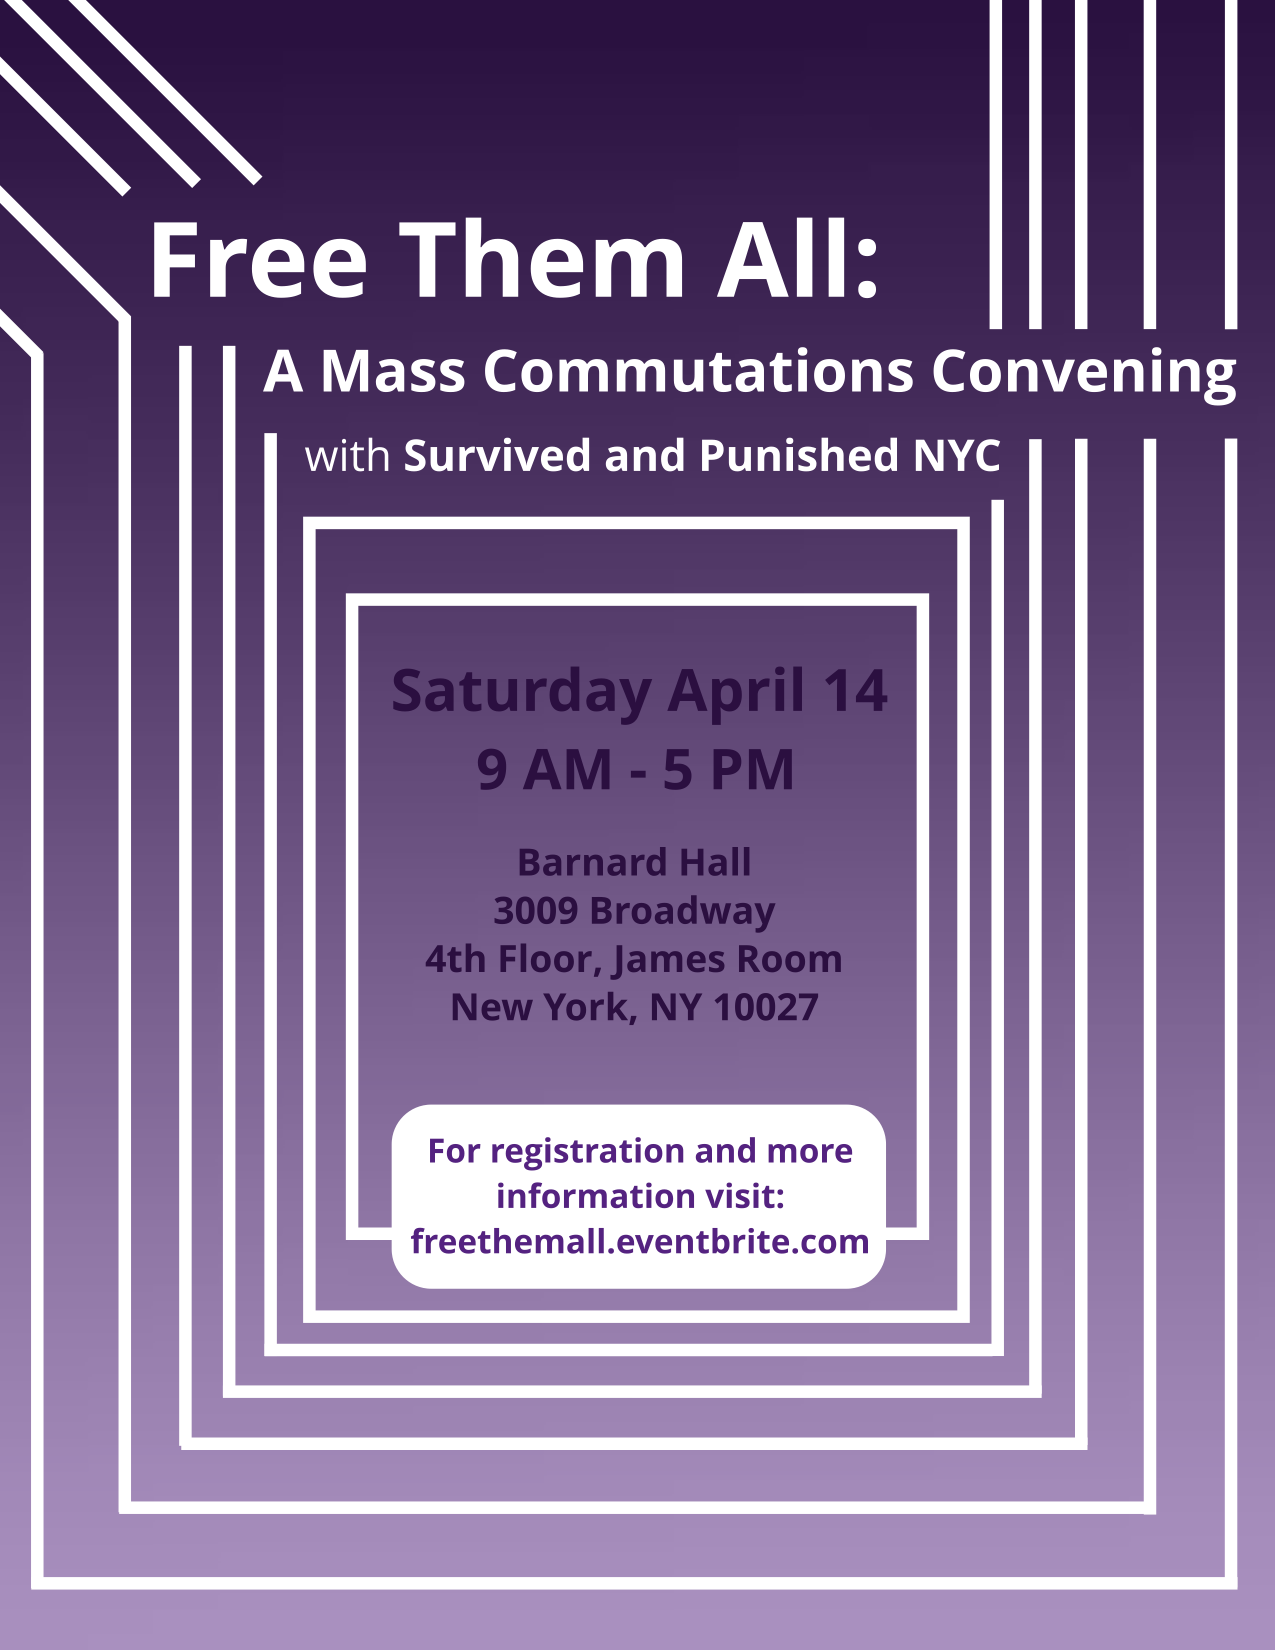 Free Them All:
A Mass Commutations Convening
with Survived and Punished NYC
Saturday April 14
9 AM - 5 PM
Barnard Hall
3009 Broadway
4th Floor, James Room
New York, NY 10027
For registration and more
information visit:
freethemall.eventbrite.com